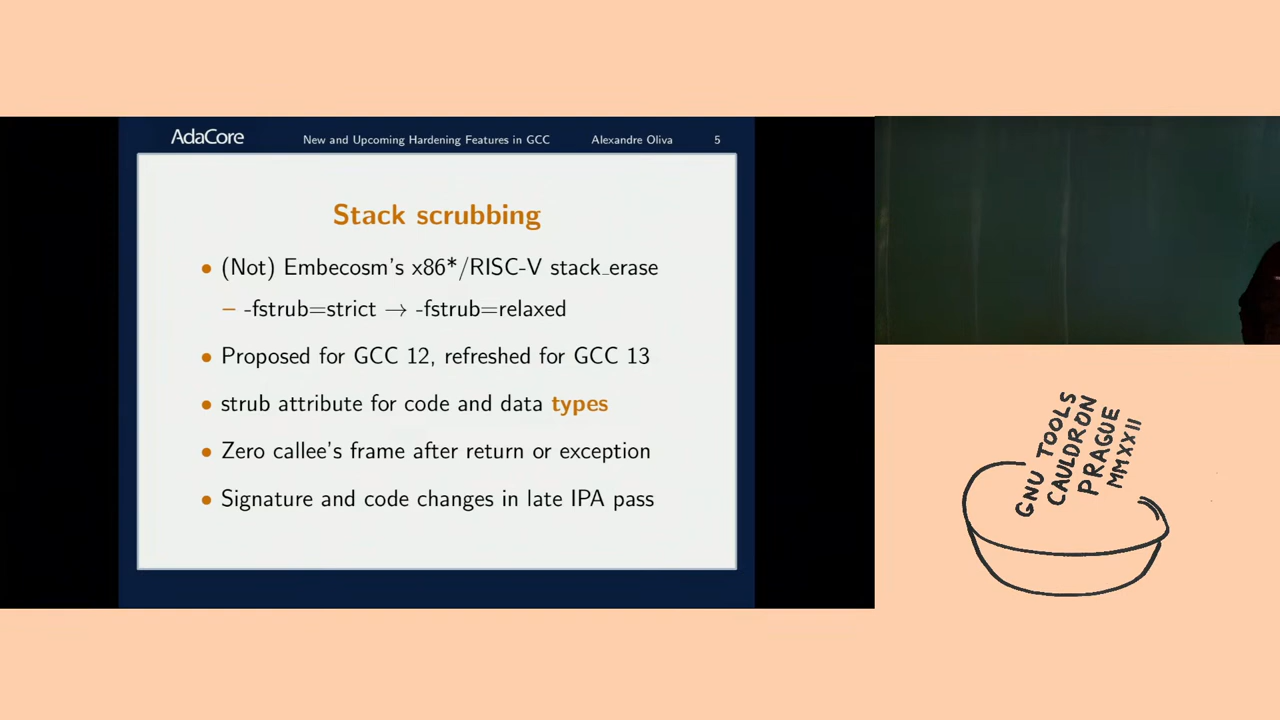 AdaCore New and Upcoming Hardening Features in GCC Alexandre Oliva 5
Stack scrubbing
• (Not) Embecosm's x86*/RISC-V stack_erase
– -fstrub=strict → -fstrub=relaxed
• Proposed for GCC 12, refreshed for GCC 13
• strub attribute for code and data types
• Zero callee's frame after return or exception
• Signature and code changes in late IPA pass
GNU TOOLS
CAULDRON
PRAGUE
MMXXII